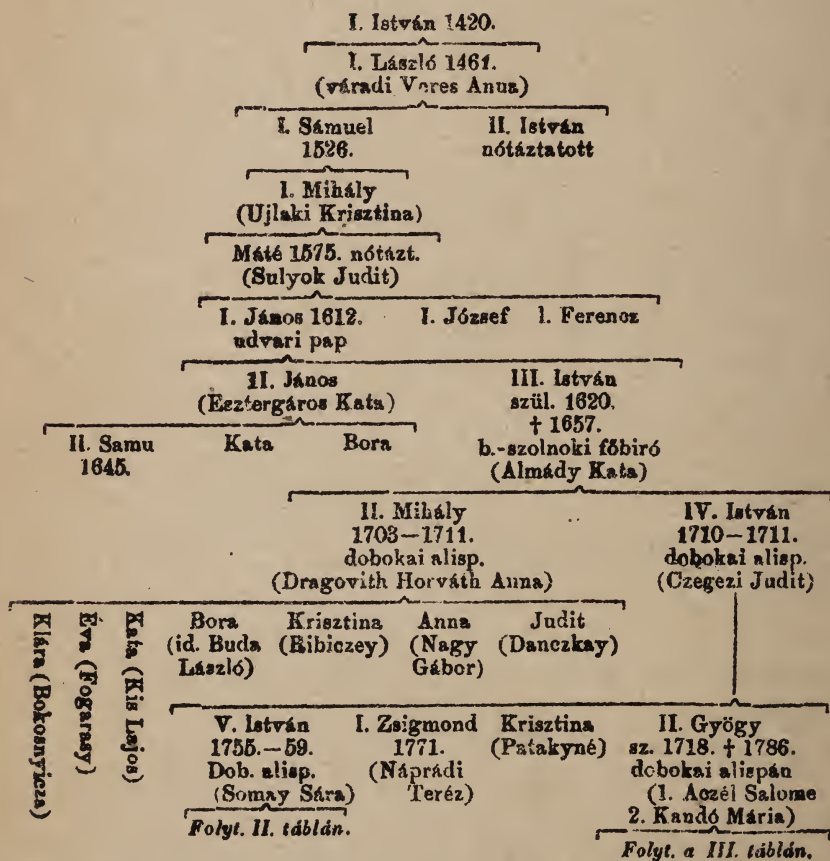 I. István 1420.
I. László 1461.
(váradi Veres Anna)
I. Sámuel II. István
1526. nótáztatott
I. Mihály
(Ujlaki Krisztina)
Máté 1575. nótázt.
(Sulyok Judit)
I. János 1612. I. József I. Ferencz
udvari pap
II. János III. István
(Esztergáros Kata) szül. 1620.
† 1657.
II. Samu Kata Bora b.-szolnoki főbiró
1645. (Almády Kata)
II. Mihály IV. István
1703—1711. 1710—1711.
dobokai alisp. dobokai alisp.
(Dragovith Horváth Anna) (Czegezi Judit)
Klára (Bokosnyicza)
Éva (Fogarasy)
Kata (Kis Lajos)
Bora Krisztina Anna Judit
(id. Buda (Ribiczey) (Nagy (Danczkay)
László) Gábor)
V. István I. Zsigmond Krisztina II. Gyögy
1755.—59. 1771. (Patakyné) sz. 1718. † 1786.
Dob. alisp. (Náprádi dobokai alispán
(Somay Sára) Teréz) (1. Aczél Salome
Folyt. II. táblán. 2. Kandó Mária)
Folyt. a III. táblán.